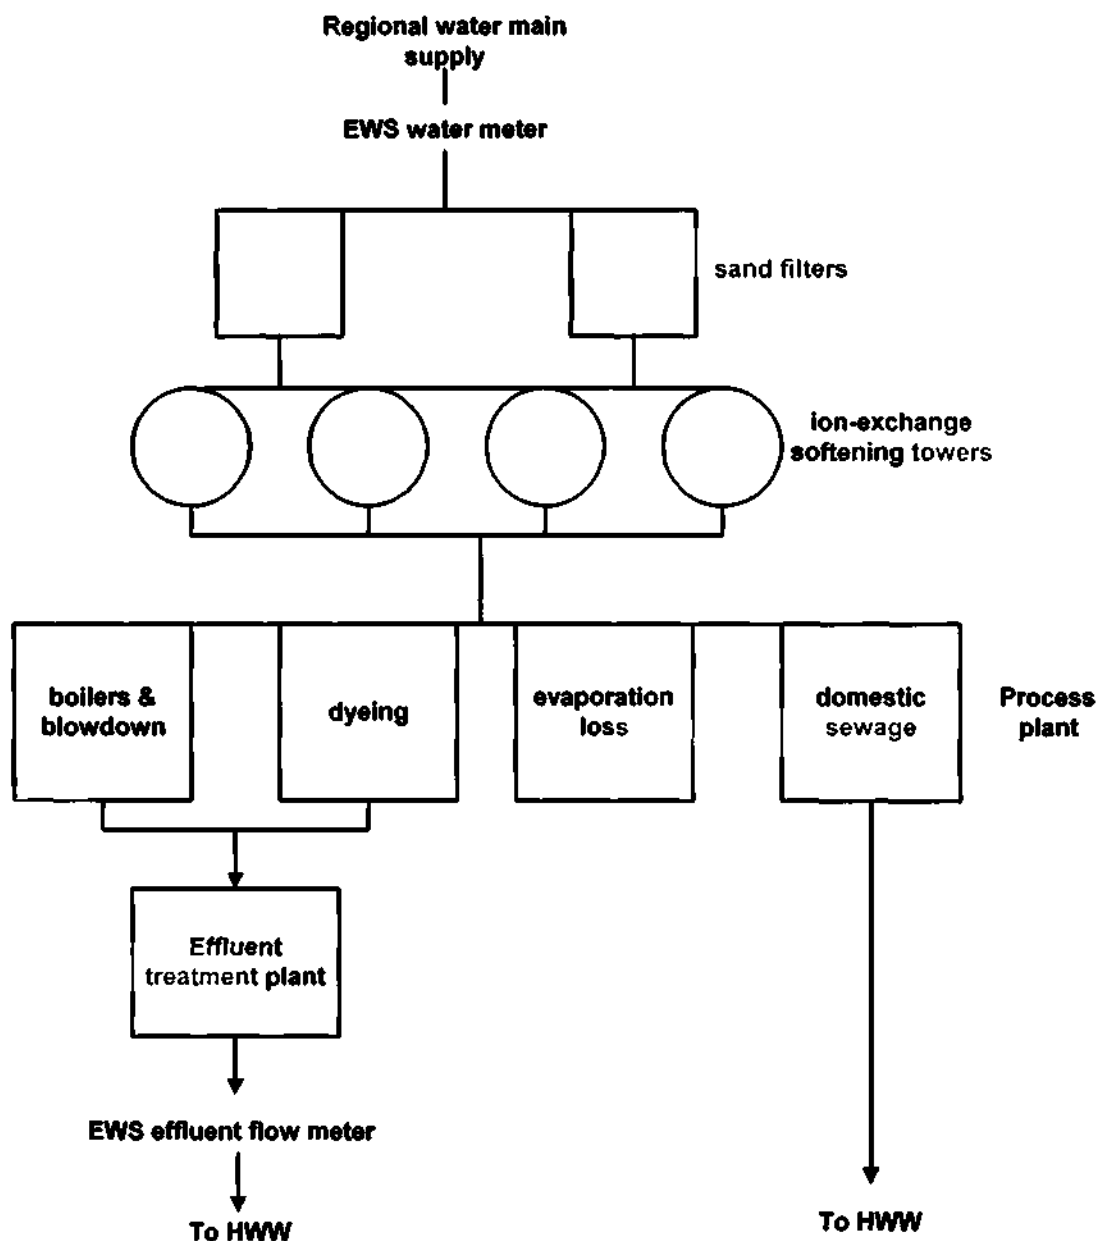 Regional water main
supply
EWS water meter
sand filters
ion-exchange
softening towers
boilers &
blowdown
dyeing
evaporation
loss
domestic
sewage
Process
plant
Effluent
treatment plant
EWS effluent flow meter
To HWW
To HWW